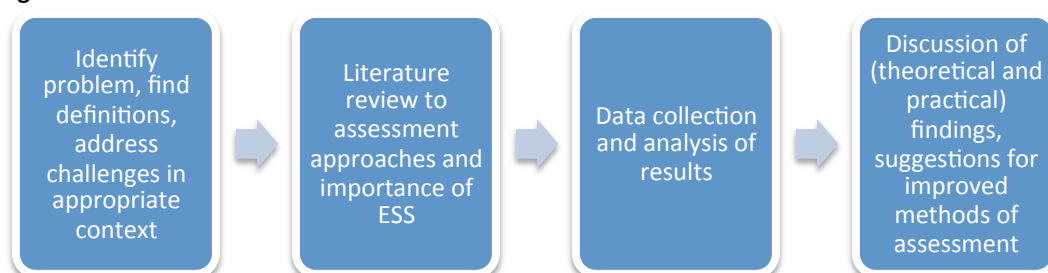 Identify
problem, find
definitions,
address
challenges in
appropriate
context
Literature
review to
assessment
approaches and
importance of
ESS
Data collection
and analysis of
results
Discussion of
(theoretical and
practical)
findings,
suggestions for
improved
methods of
assessment